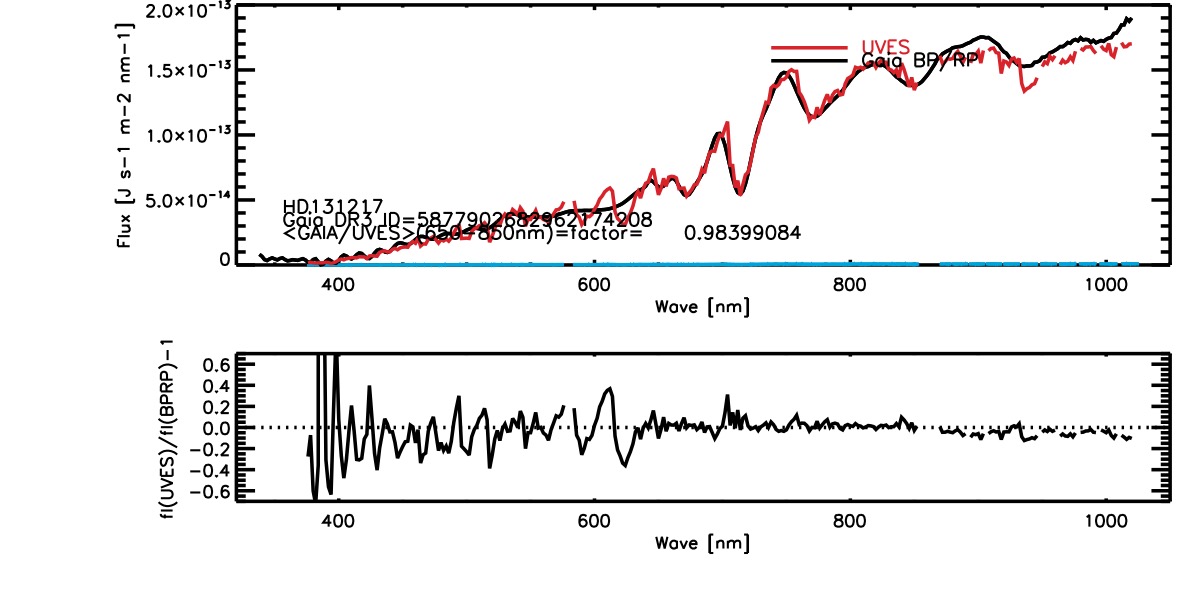 2.0×10⁻¹³
1.5×10⁻¹³
1.0×10⁻¹³
5.0×10⁻¹⁴
0
Flux [J s−1 m−2 nm−1]
UVES
Gaia BP/RP
HD131217
Gaia DR3 ID=5877902682962174208
<GAIA/UVES>(650−850nm)=factor= 0.98399084
400 600 800 1000
Wave [nm]
0.6
0.4
0.2
0.0
−0.2
−0.4
−0.6
fl(UVES)/fl(BPRP)−1
400 600 800 1000
Wave [nm]